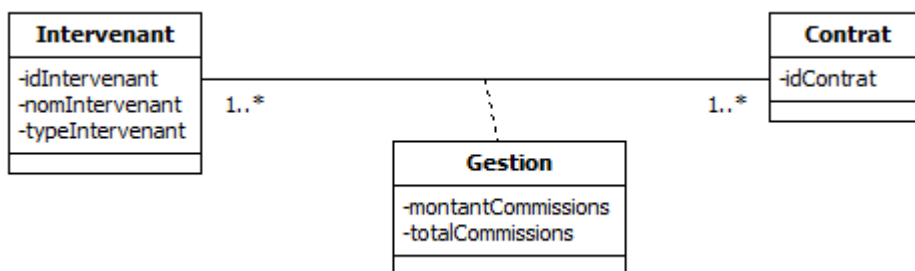 Intervenant
-idIntervenant
-nomIntervenant
-typeIntervenant
1..*
1..*
Contrat
-idContrat
Gestion
-montantCommissions
-totalCommissions